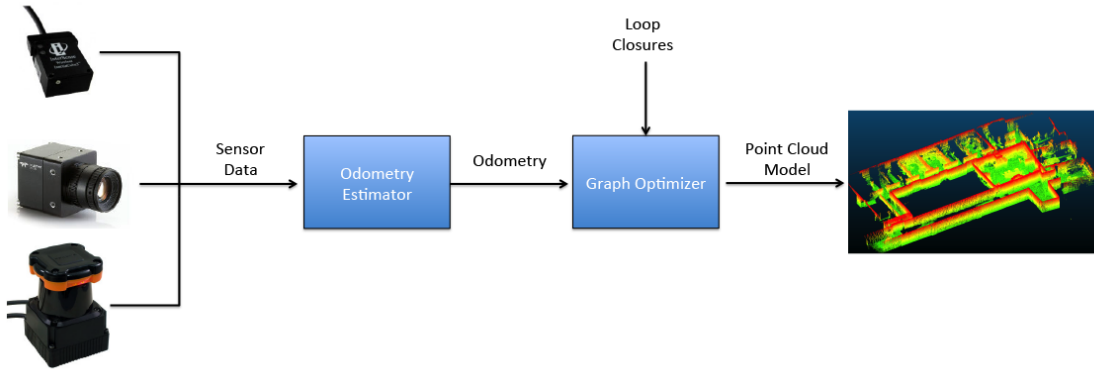 Loop
Closures
Sensor
Data
Odometry
Estimator
Odometry
Graph Optimizer
Point Cloud
Model